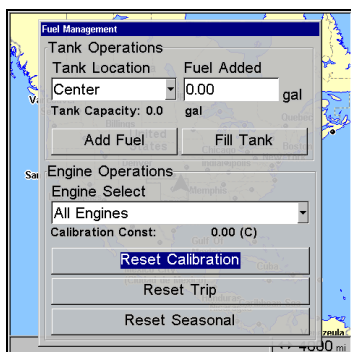 Fuel Management
Tank Operations
Tank Location Fuel Added
Center 0.00 gal
Tank Capacity: 0.0 gal
Add Fuel Fill Tank
Engine Operations
Engine Select
All Engines
Calibration Const: 0.00 (C)
Reset Calibration
Reset Trip
Reset Seasonal
mi